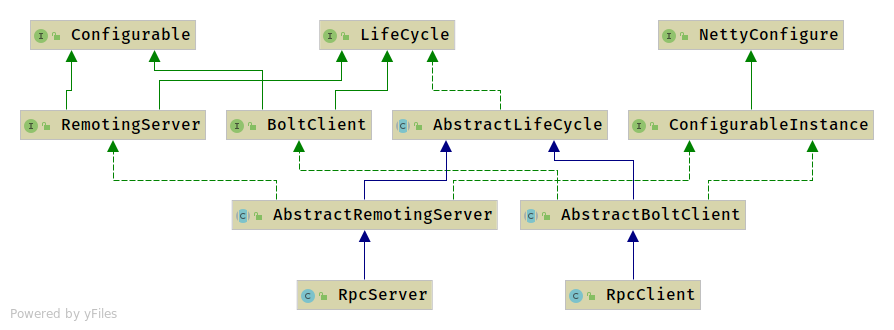 Configurable
LifeCycle
NettyConfigure
RemotingServer
BoltClient
AbstractLifeCycle
ConfigurableInstance
AbstractRemotingServer
AbstractBoltClient
RpcServer
RpcClient
Powered by yFiles